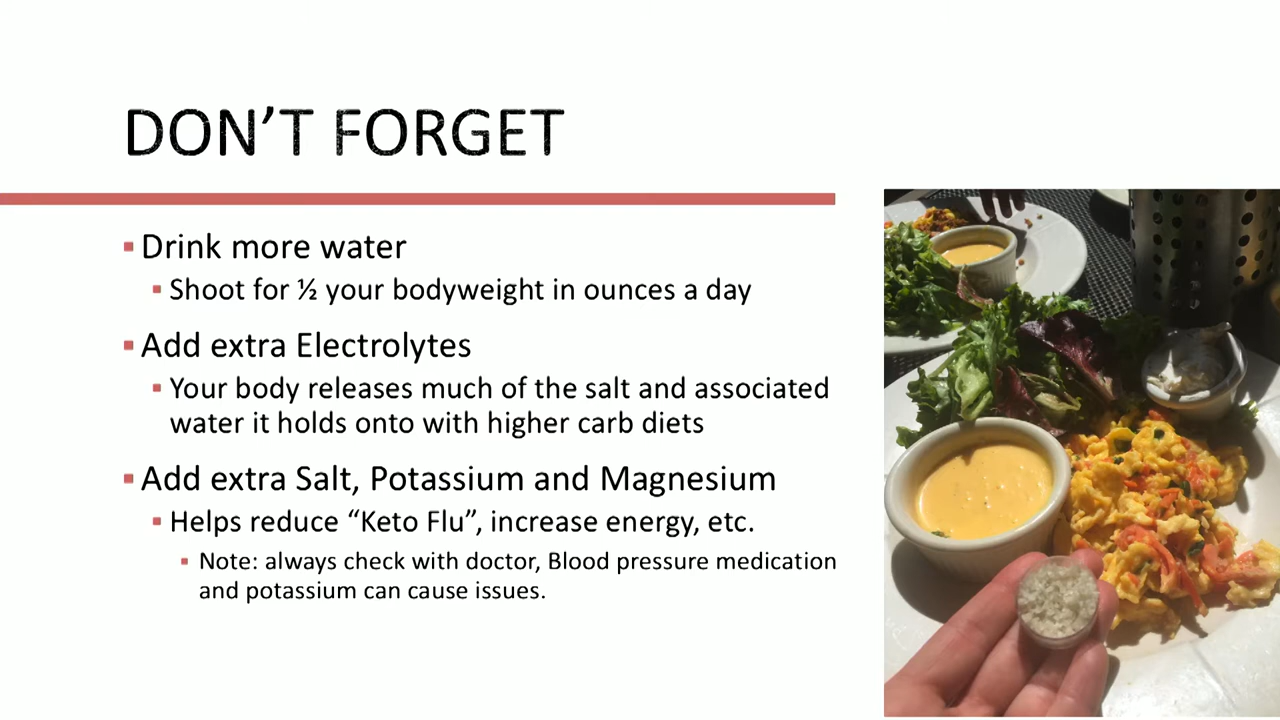 DON’T FORGET
▪ Drink more water
▪ Shoot for ½ your bodyweight in ounces a day
▪ Add extra Electrolytes
▪ Your body releases much of the salt and associated
water it holds onto with higher carb diets
▪ Add extra Salt, Potassium and Magnesium
▪ Helps reduce “Keto Flu”, increase energy, etc.
▪ Note: always check with doctor, Blood pressure medication
and potassium can cause issues.